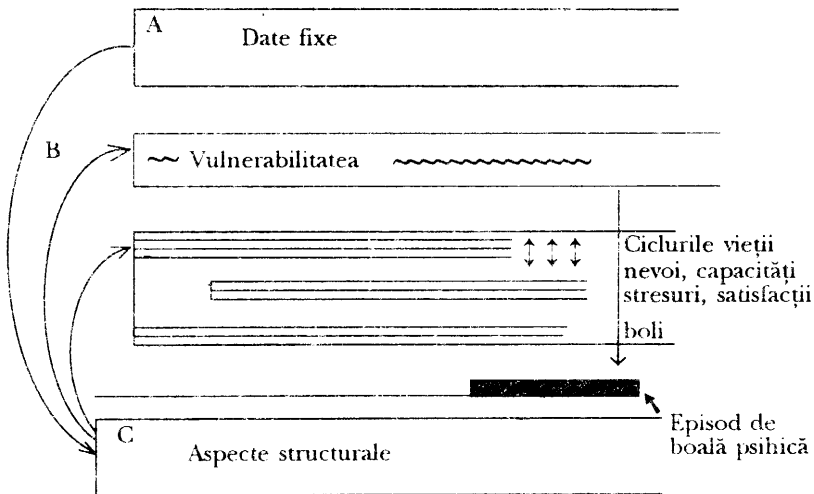 A
Date fixe
B
Vulnerabilitatea
Ciclurile vieții
nevoi, capacități
stresuri, satisfacții
boli
C
Aspecte structurale
Episod de
boală psihică